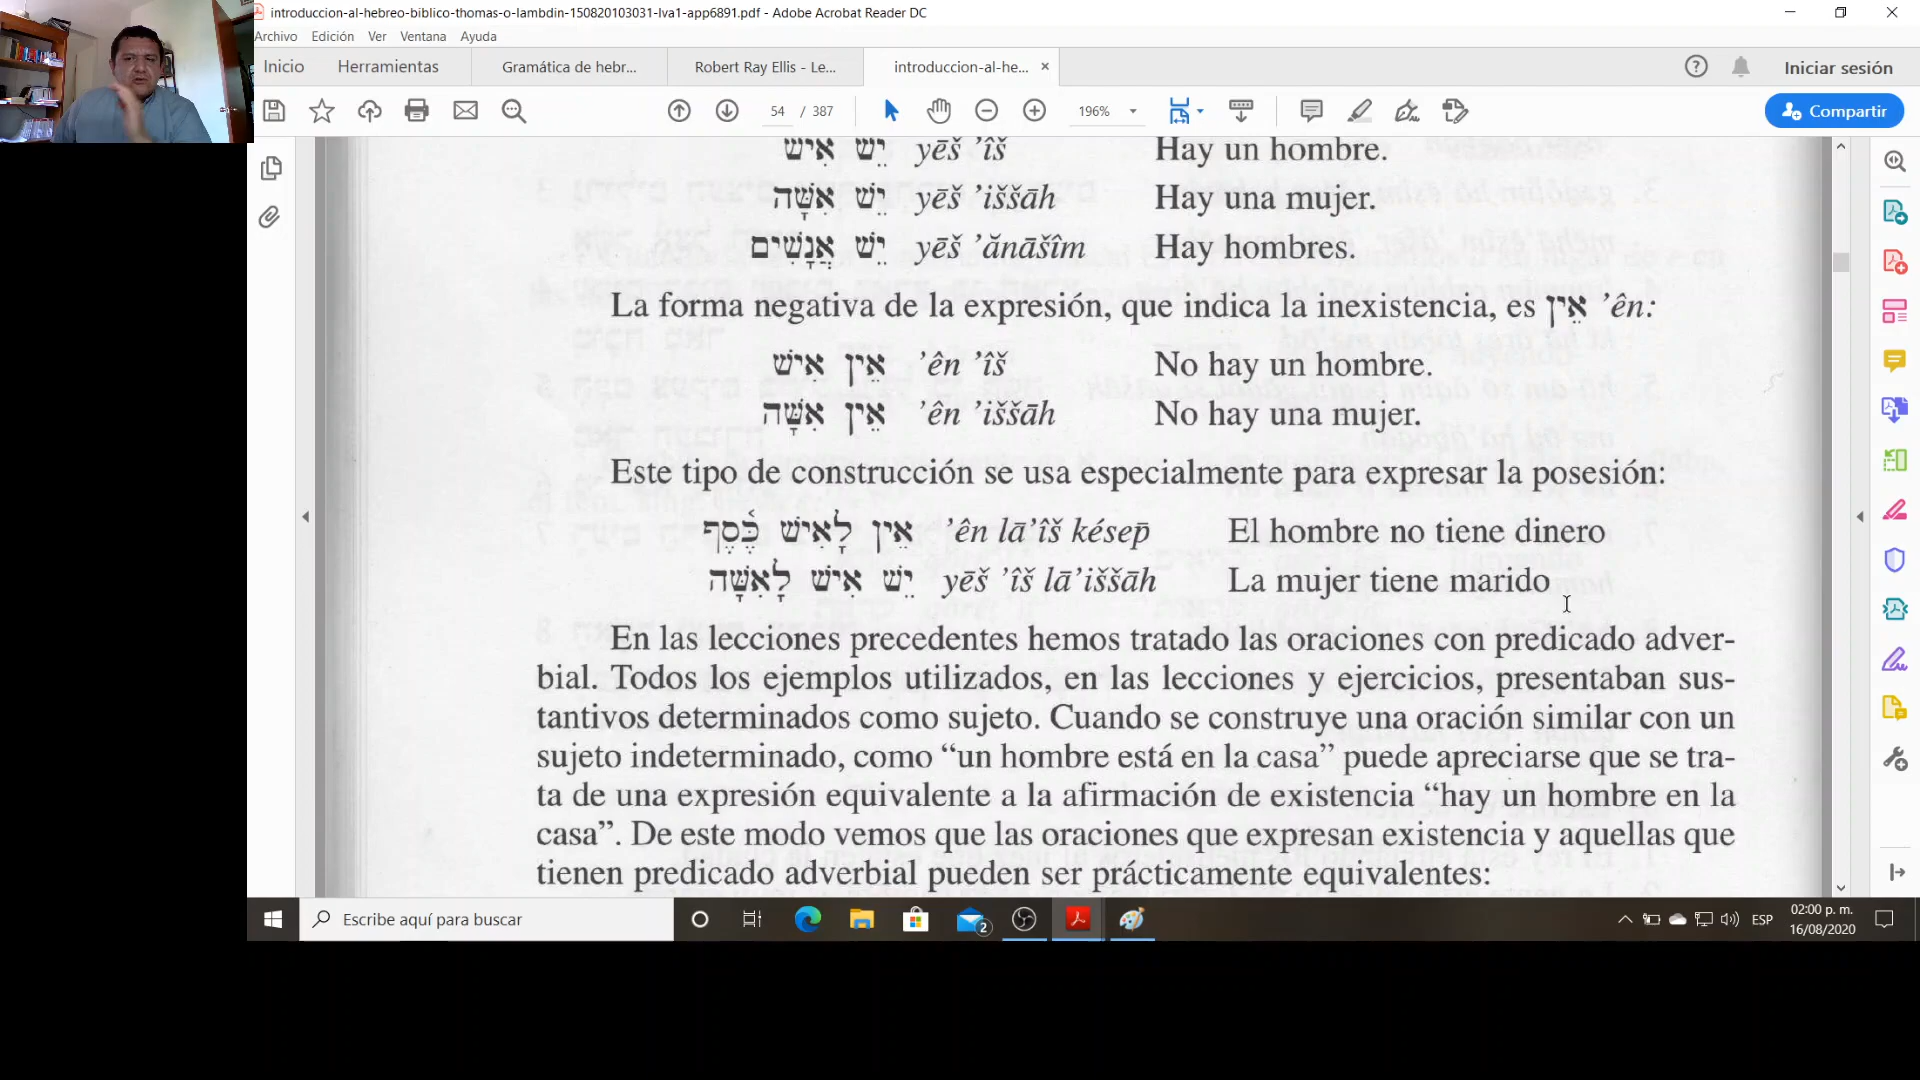 introduccion-al-hebreo-biblico-thomas-o-lambdin-150820103031-lva1-app6891.pdf - Adobe Acrobat Reader DC
Archivo Edición Ver Ventana Ayuda
Inicio Herramientas Gramática de hebr... Robert Ray Ellis - Le... introduccion-al-he... × Iniciar sesión
54 / 387 196% Compartir
יֵשׁ אִישׁ yēš ʾîš Hay un hombre.
יֵשׁ אִשָּׁה yēš ʾiššāh Hay una mujer.
יֵשׁ אֲנָשִׁים yēš ʾănāšîm Hay hombres.
La forma negativa de la expresión, que indica la inexistencia, es אֵין ʾên:
אֵין אִישׁ ʾên ʾîš No hay un hombre.
אֵין אִשָּׁה ʾên ʾiššāh No hay una mujer.
Este tipo de construcción se usa especialmente para expresar la posesión:
אֵין לָאִישׁ כֶּ֫סֶף ʾên lāʾîš késep̄ El hombre no tiene dinero
יֵשׁ אִישׁ לָאִשָּׁה yēš ʾîš lāʾiššāh La mujer tiene marido
En las lecciones precedentes hemos tratado las oraciones con predicado adver-
bial. Todos los ejemplos utilizados, en las lecciones y ejercicios, presentaban sus-
tantivos determinados como sujeto. Cuando se construye una oración similar con un
sujeto indeterminado, como “un hombre está en la casa” puede apreciarse que se tra-
ta de una expresión equivalente a la afirmación de existencia “hay un hombre en la
casa”. De este modo vemos que las oraciones que expresan existencia y aquellas que
tienen predicado adverbial pueden ser prácticamente equivalentes:
Escribe aquí para buscar 2 ESP 02:00 p. m.
16/08/2020